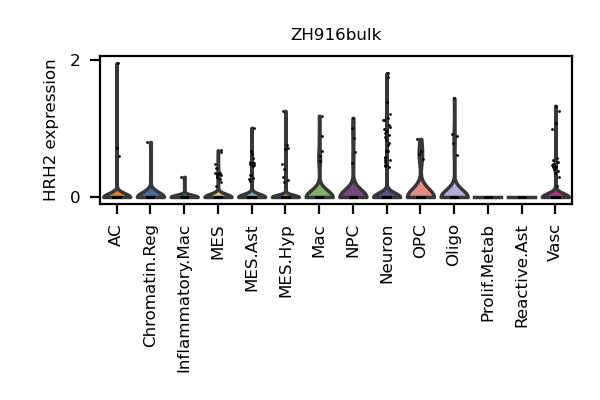 ZH916bulk
HRH2 expression
2
0
AC
Chromatin.Reg
Inflammatory.Mac
MES
MES.Ast
MES.Hyp
Mac
NPC
Neuron
OPC
Oligo
Prolif.Metab
Reactive.Ast
Vasc